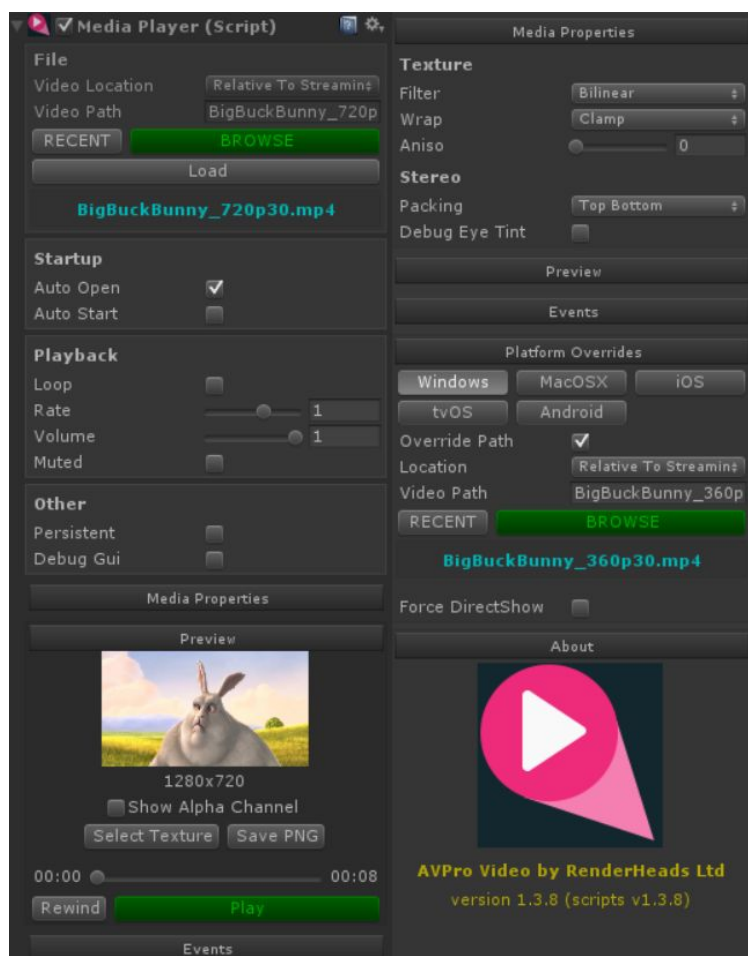 Media Player (Script)
File
Video Location Relative To Streaming
Video Path BigBuckBunny_720p
RECENT BROWSE
Load
BigBuckBunny_720p30.mp4
Startup
Auto Open
Auto Start
Playback
Loop
Rate 1
Volume 1
Muted
Other
Persistent
Debug Gui
Media Properties
Preview
1280x720
Show Alpha Channel
Select Texture Save PNG
00:00 00:08
Rewind Play
Events
Media Properties
Texture
Filter Bilinear
Wrap Clamp
Aniso 0
Stereo
Packing Top Bottom
Debug Eye Tint
Preview
Events
Platform Overrides
Windows MacOSX iOS
tvOS Android
Override Path
Location Relative To Streaming
Video Path BigBuckBunny_360p
RECENT BROWSE
BigBuckBunny_360p30.mp4
Force DirectShow
About
AVPro Video by RenderHeads Ltd
version 1.3.8 (scripts v1.3.8)